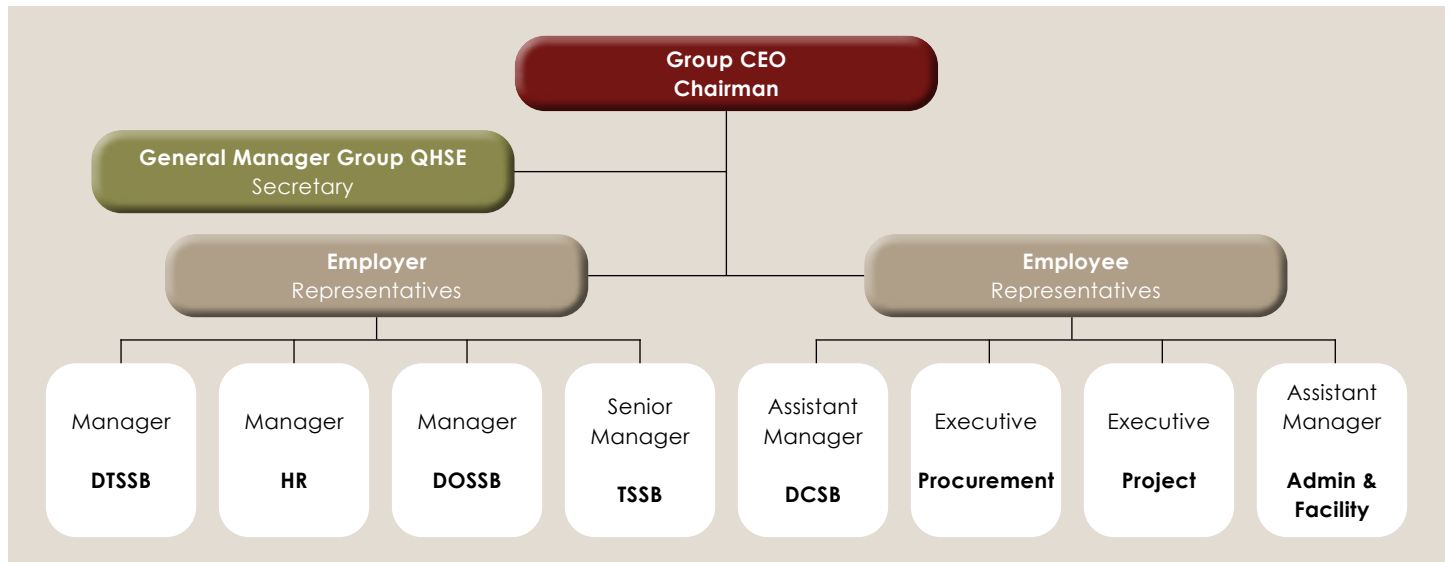 Group CEO
Chairman
General Manager Group QHSE
Secretary
Employer
Representatives
Employee
Representatives
Manager
DTSSB
Manager
HR
Manager
DOSSB
Senior
Manager
TSSB
Assistant
Manager
DCSB
Executive
Procurement
Executive
Project
Assistant
Manager
Admin &
Facility